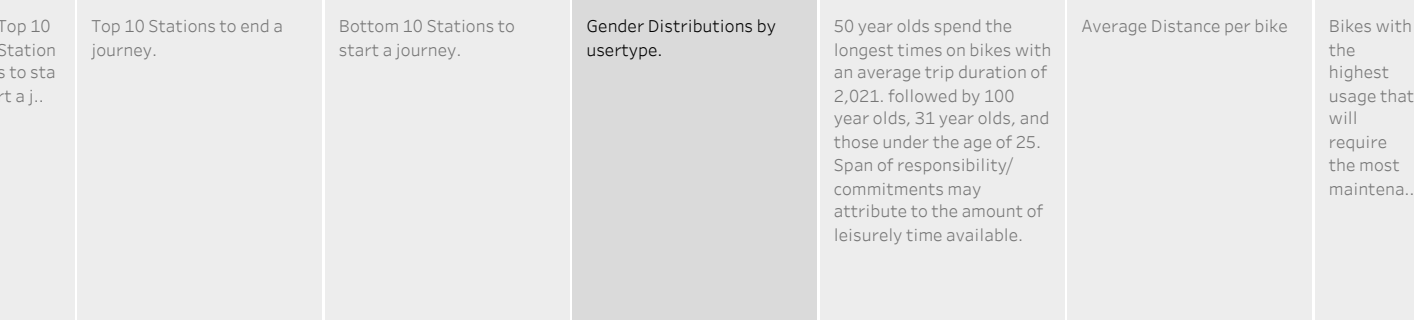 Top 10
Station
s to sta
rt a j..
Top 10 Stations to end a
journey.
Bottom 10 Stations to
start a journey.
Gender Distributions by
usertype.
50 year olds spend the
longest times on bikes with
an average trip duration of
2,021. followed by 100
year olds, 31 year olds, and
those under the age of 25.
Span of responsibility/
commitments may
attribute to the amount of
leisurely time available.
Average Distance per bike
Bikes with
the
highest
usage that
will
require
the most
maintena..